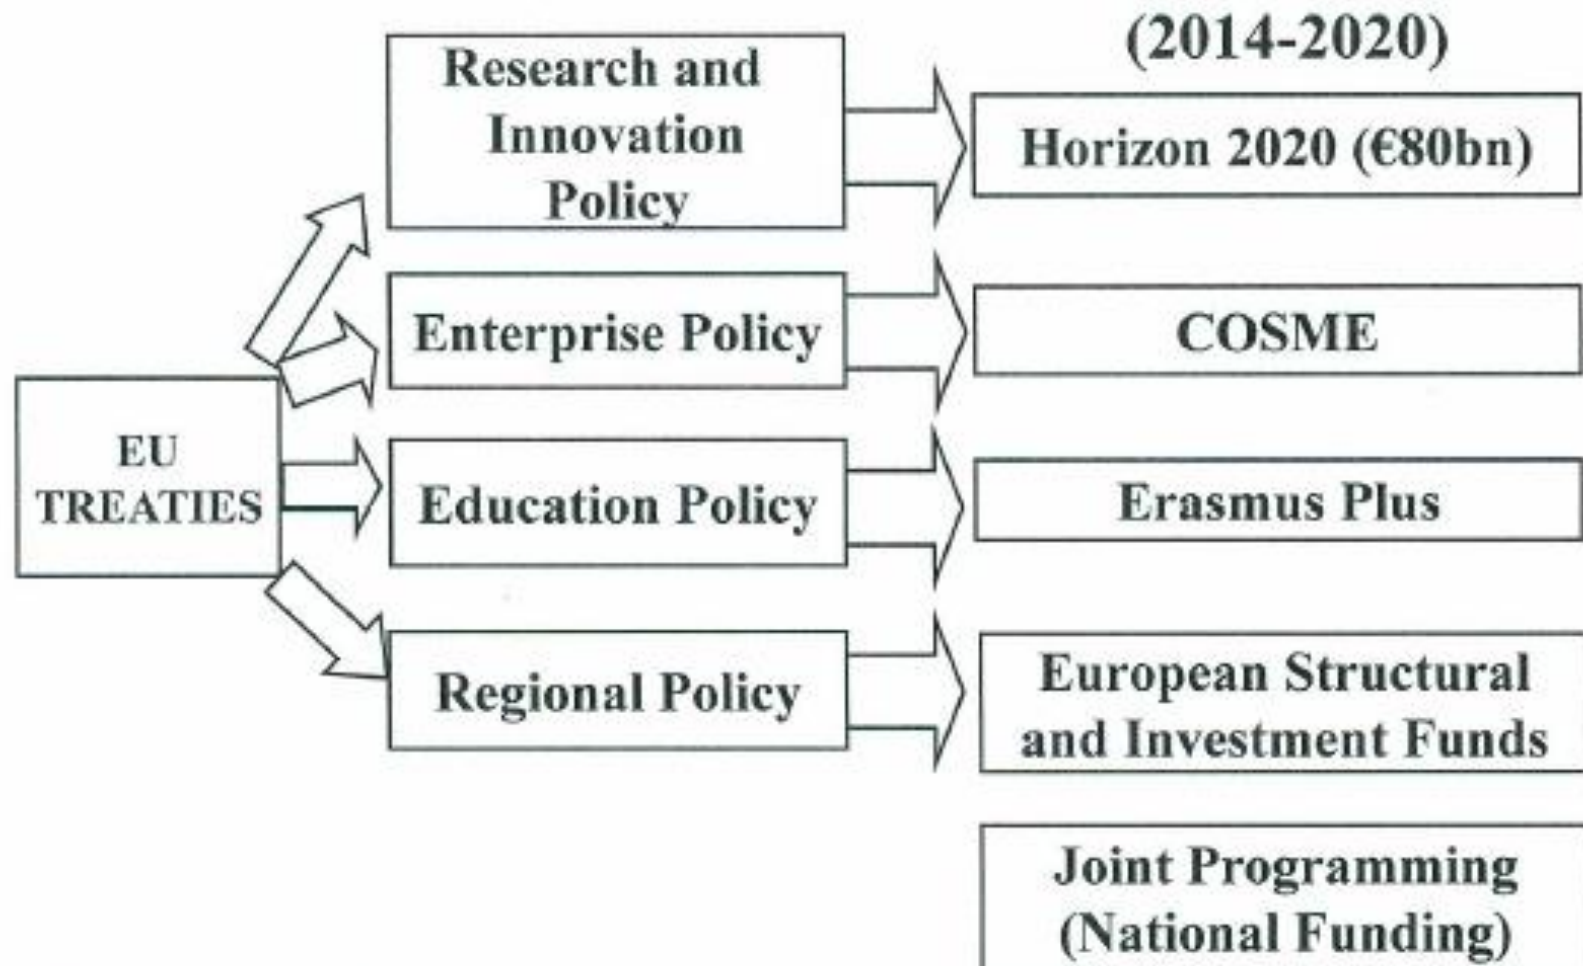 (2014-2020)
Research and
Innovation
Policy
Horizon 2020 (€80bn)
Enterprise Policy
COSME
EU
TREATIES
Education Policy
Erasmus Plus
Regional Policy
European Structural
and Investment Funds
Joint Programming
(National Funding)